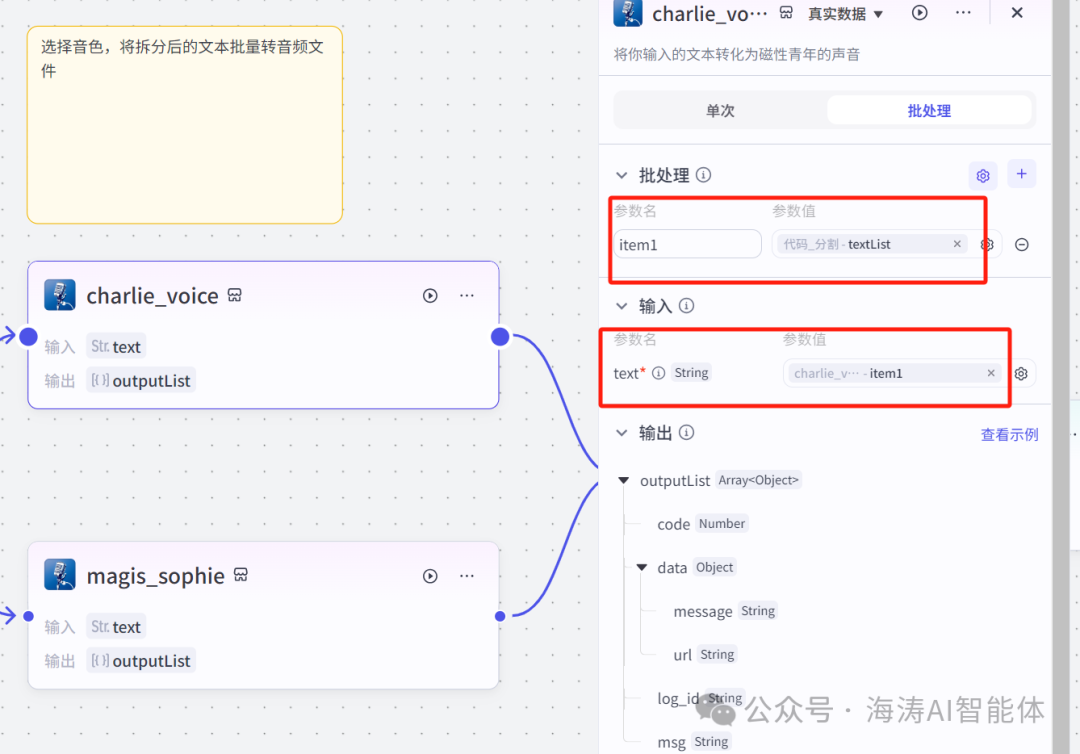 选择音色，将拆分后的文本批量转音频文
件
charlie_voice
输入 Str. text
输出 [()] outputList
magis_sophie
输入 Str. text
输出 [()] outputList
charlie_vo··· 真实数据
将你输入的文本转化为磁性青年的声音
单次 批处理
批处理
参数名 参数值
item1 代码_分割 - textList
输入
参数名 参数值
text* String charlie_v··· - item1
输出 查看示例
outputList Array<Object>
code Number
data Object
message String
url String
log_id String
msg String
公众号 · 海涛AI智能体